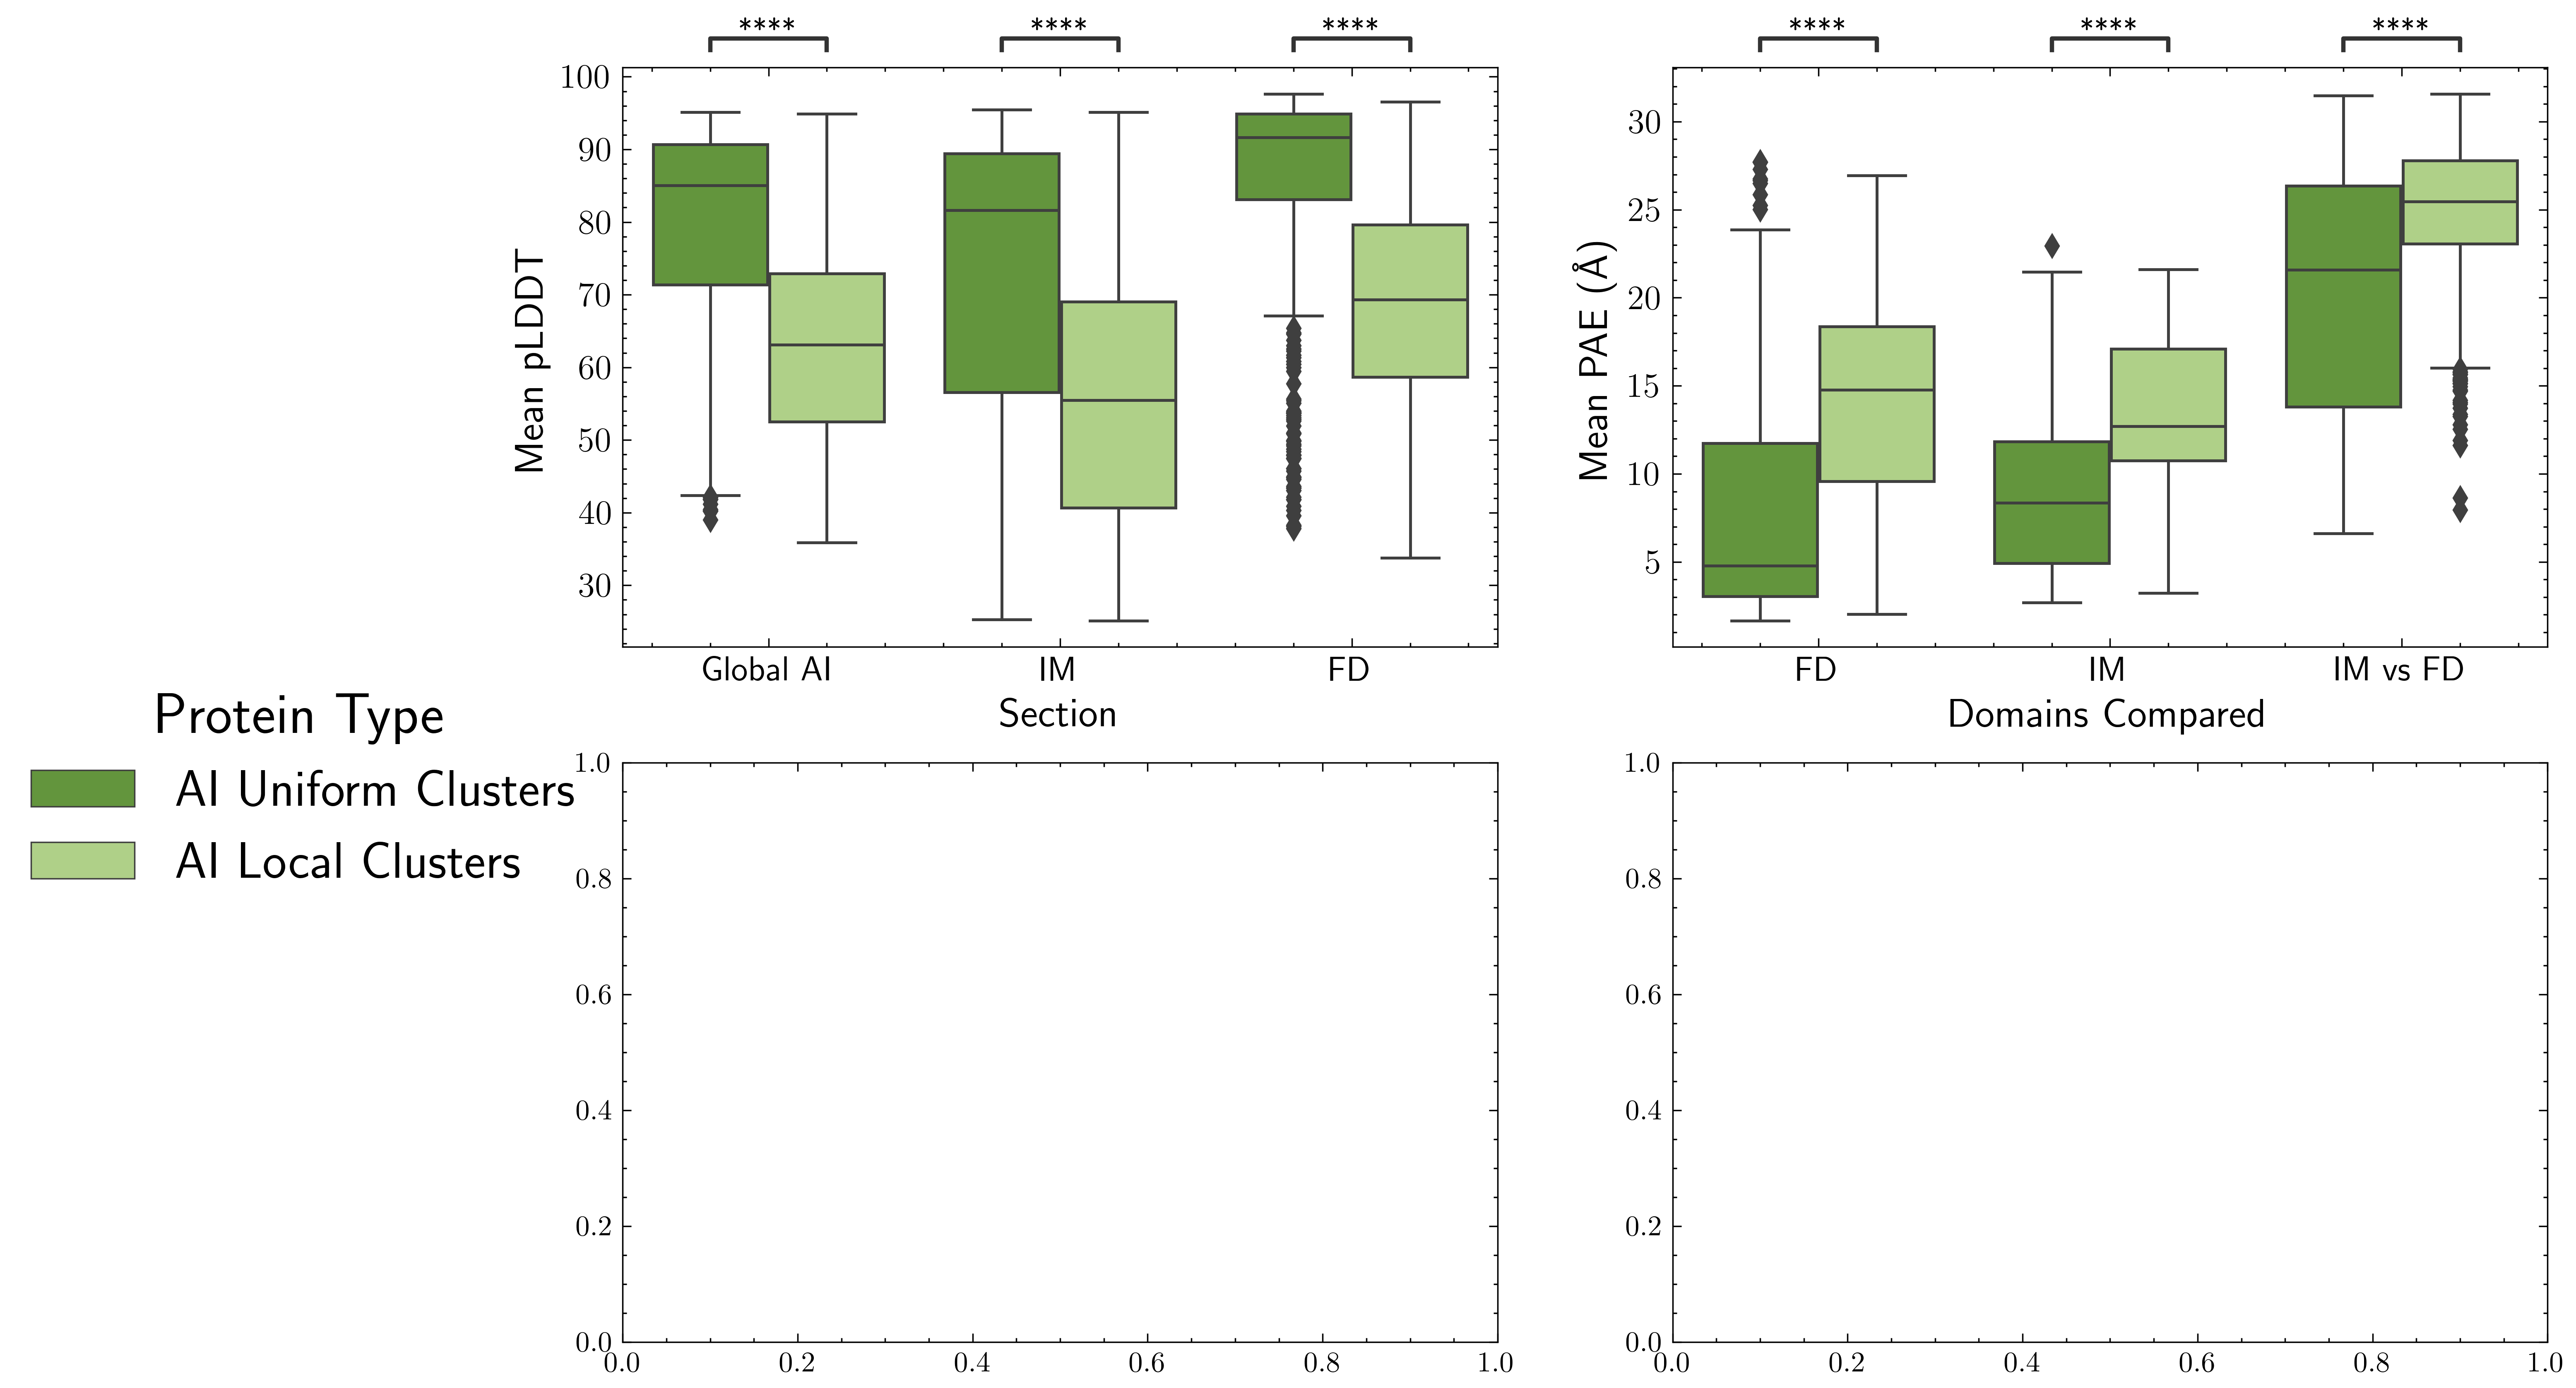 **** **** ****
100
90
80
70
60
50
40
30
Mean pLDDT
Global AI IM FD
Section
**** **** ****
30
25
20
15
10
5
Mean PAE (Å)
FD IM IM vs FD
Domains Compared
Protein Type
AI Uniform Clusters
AI Local Clusters
1.0
0.8
0.6
0.4
0.2
0.0
0.0 0.2 0.4 0.6 0.8 1.0
1.0
0.8
0.6
0.4
0.2
0.0
0.0 0.2 0.4 0.6 0.8 1.0